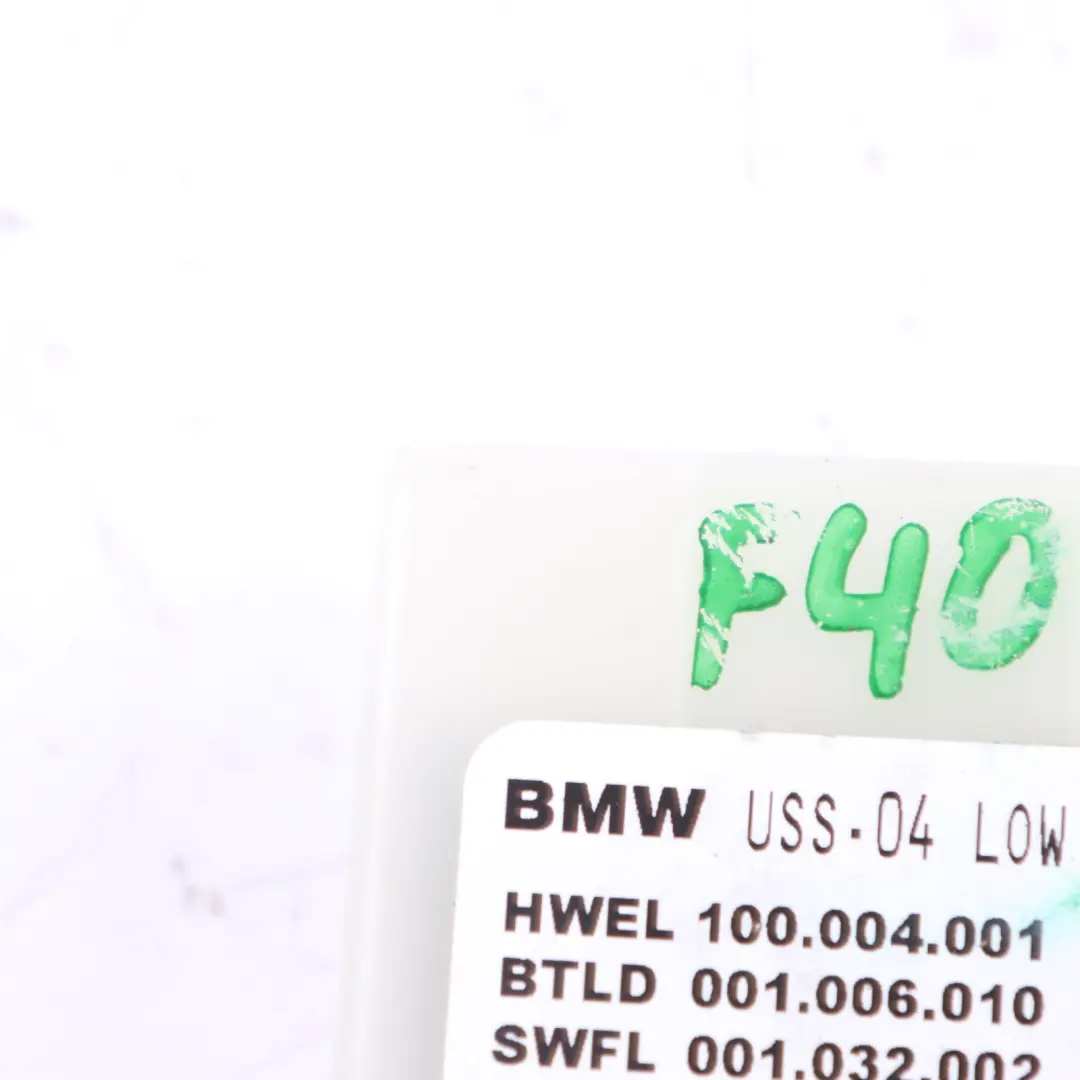 F40
BMW USS-04 LOW
HWEL 100.004.001
BTLD 001.006.010
SWFL 001.032.002